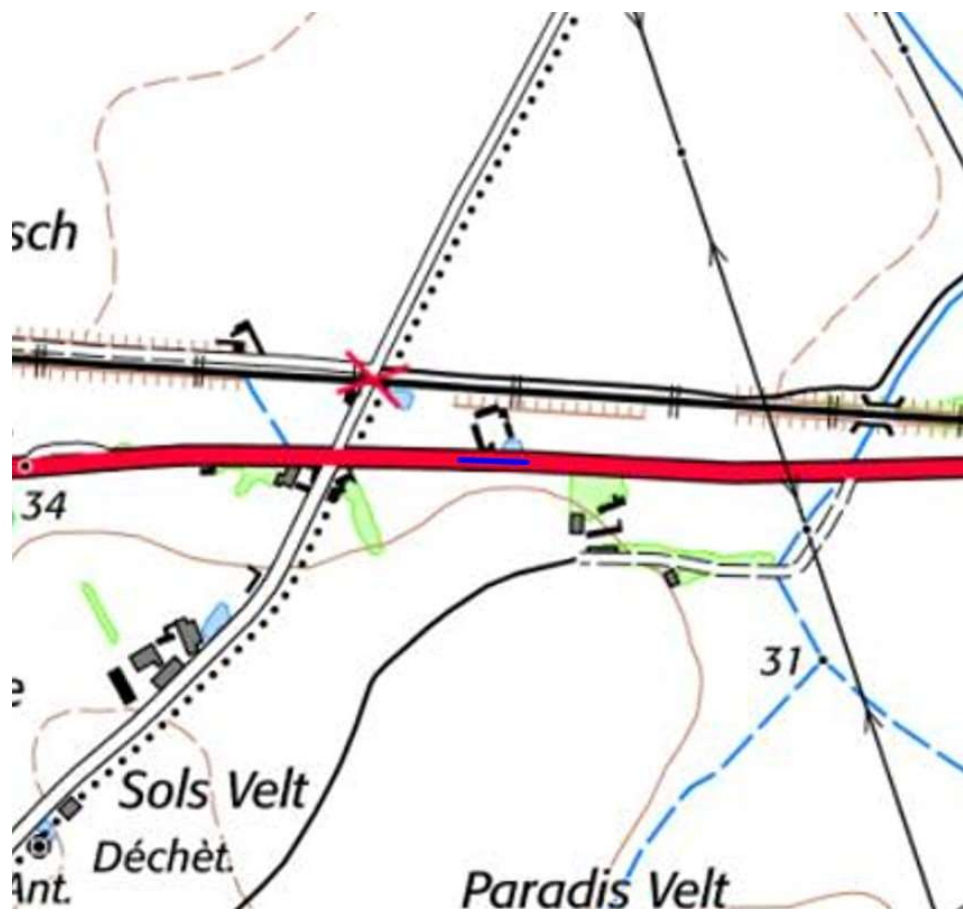 sch
34
31
e
Sols Velt
Déchèt.
Ant.
Paradis Velt